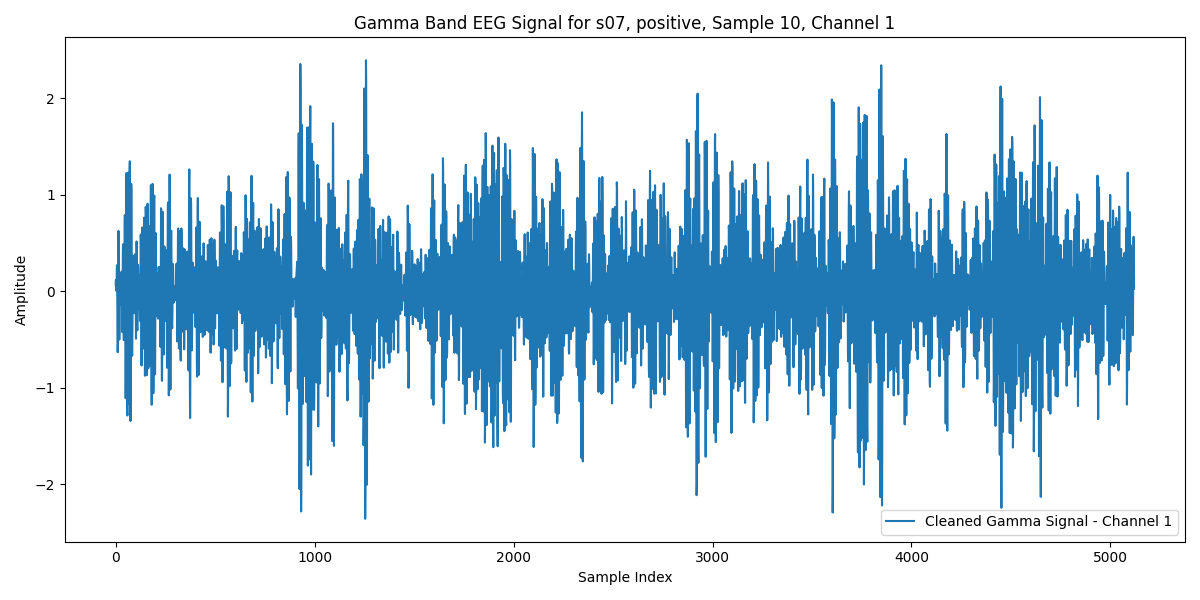 Gamma Band EEG Signal for s07, positive, Sample 10, Channel 1
Amplitude
2
1
0
−1
−2
Cleaned Gamma Signal - Channel 1
0 1000 2000 3000 4000 5000
Sample Index